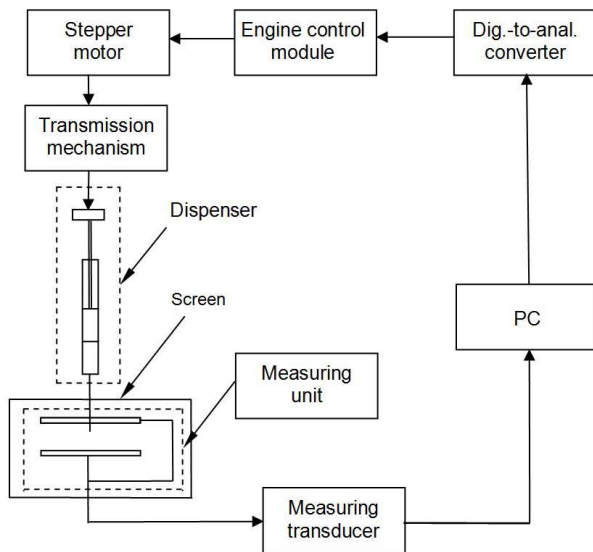 Stepper
motor
Engine control
module
Dig.-to-anal.
converter
Transmission
mechanism
Dispenser
Screen
PC
Measuring
unit
Measuring
transducer